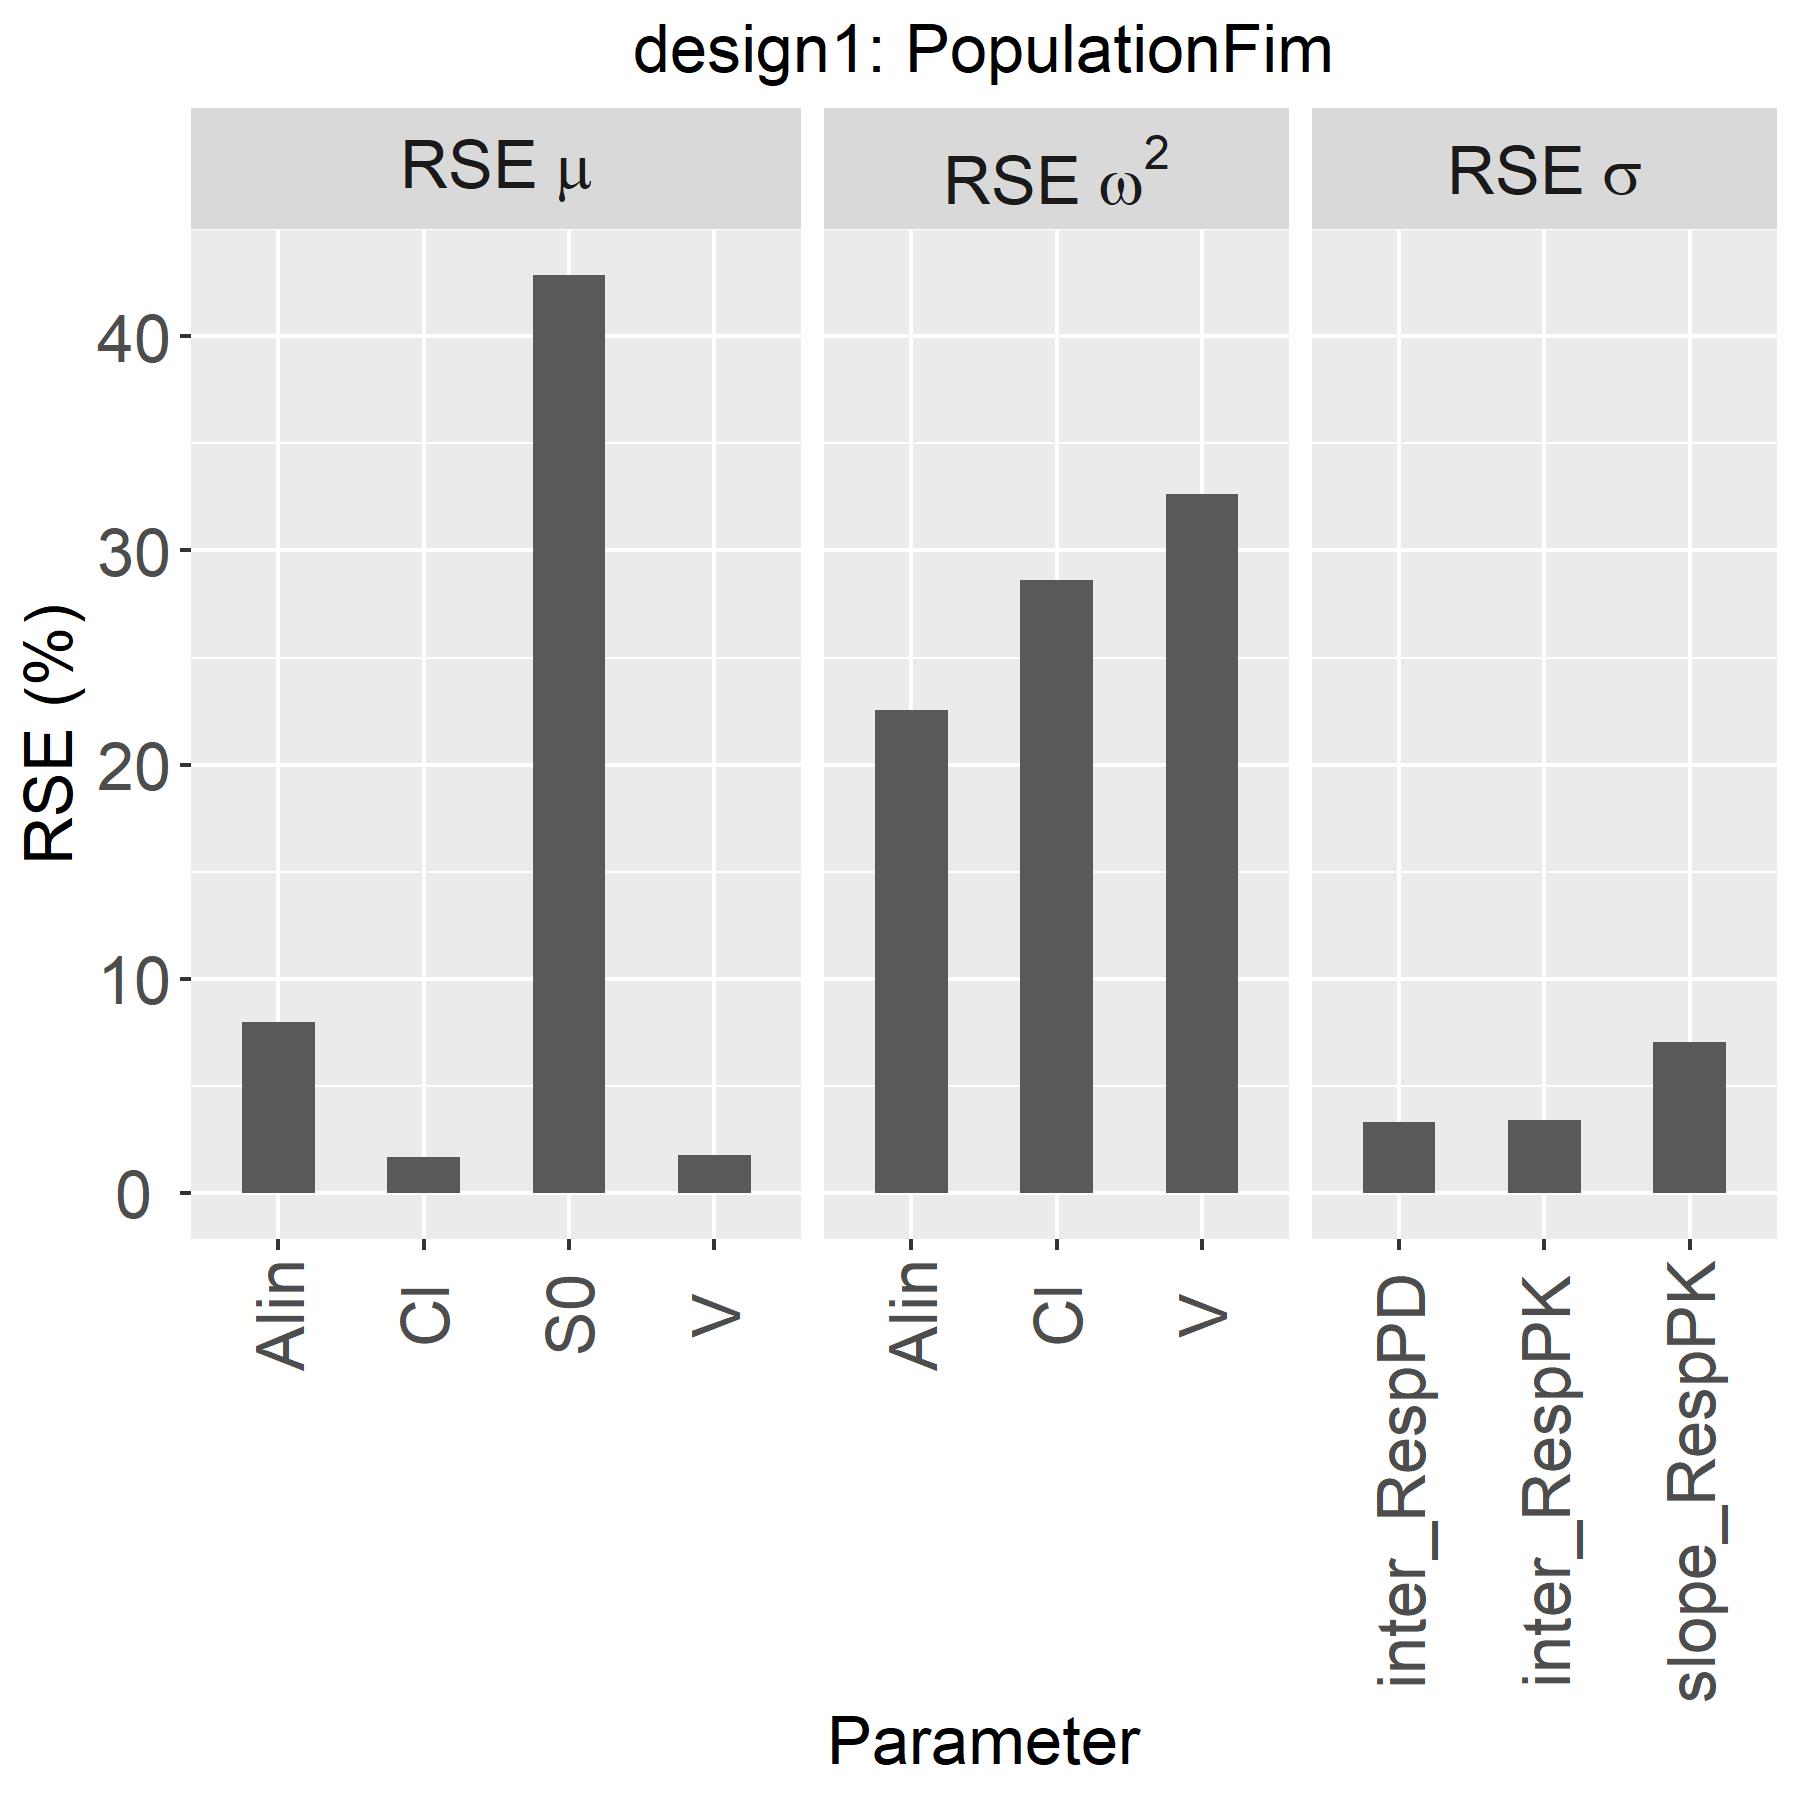 design1: PopulationFim
RSE μ
RSE ω²
RSE σ
RSE (%)
40
30
20
10
0
Alin
Cl
S0
V
Alin
Cl
V
inter_RespPD
inter_RespPK
slope_RespPK
Parameter